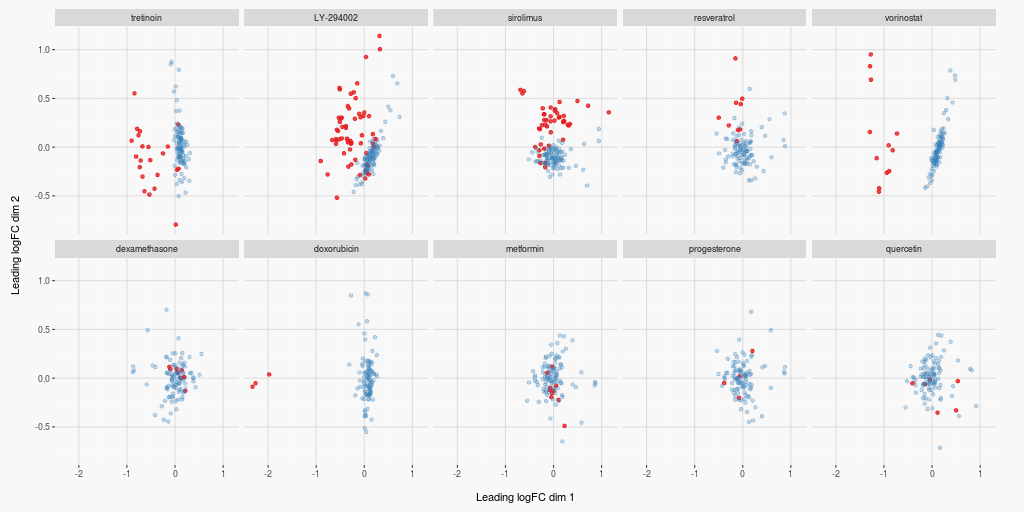 tretinoin LY-294002 sirolimus resveratrol vorinostat
1.0
0.5
0.0
-0.5
dexamethasone doxorubicin metformin progesterone quercetin
1.0
0.5
0.0
-0.5
-2 -1 0 1 -2 -1 0 1 -2 -1 0 1 -2 -1 0 1 -2 -1 0 1
Leading logFC dim 1
Leading logFC dim 2